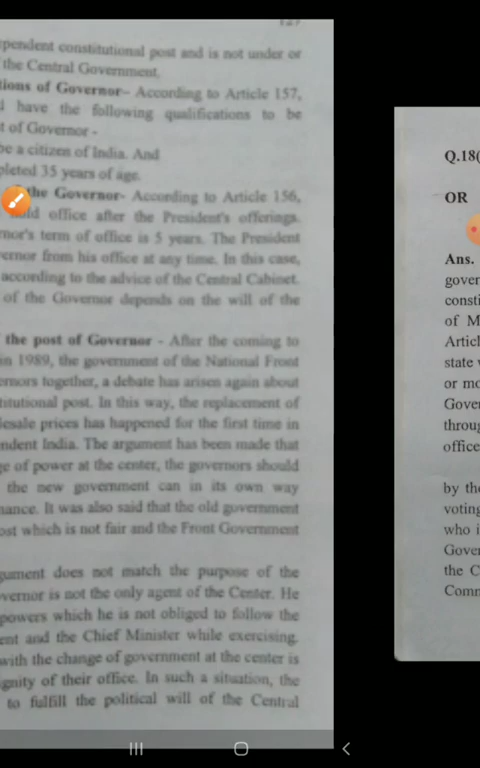 127
pendent constitutional post and is not under or
the Central Government.
tions of Governor- According to Article 157,
d have the following qualifications to be
t of Governor -
be a citizen of India. And
pleted 35 years of age.
the Governor- According to Article 156,
hold office after the President's offerings.
rnor's term of office is 5 years. The President
vernor from his office at any time. In this case,
according to the advice of the Central Cabinet.
of the Governor depends on the will of the
the post of Governor - After the coming to
in 1989, the government of the National Front
ernors together, a debate has arisen again about
titutional post. In this way, the replacement of
lesale prices has happened for the first time in
ndent India. The argument has been made that
ge of power at the center, the governors should
the new government can in its own way
nance. It was also said that the old government
ost which is not fair and the Front Government
gument does not match the purpose of the
vernor is not the only agent of the Center. He
powers which he is not obliged to follow the
ent and the Chief Minister while exercising.
with the change of government at the center is
ignity of their office. In such a situation, the
to fulfill the political will of the Central
Q.18(
OR
Ans.
gover
consti
of M
Articl
state v
or mo
Gover
throug
office
by the
voting
who i
Gover
the C
Comm